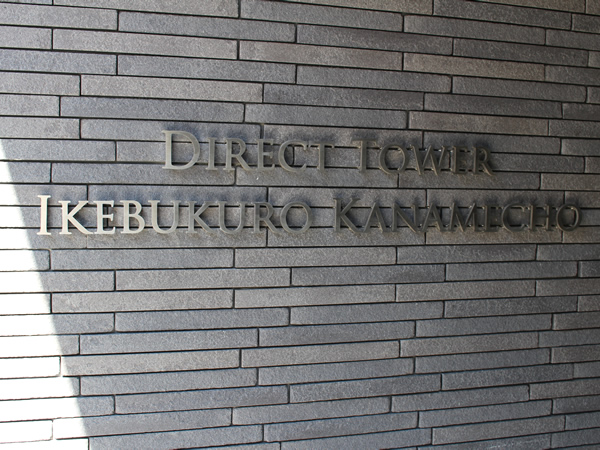 DIRECT TOWER
IKEBUKURO KANAMECHO